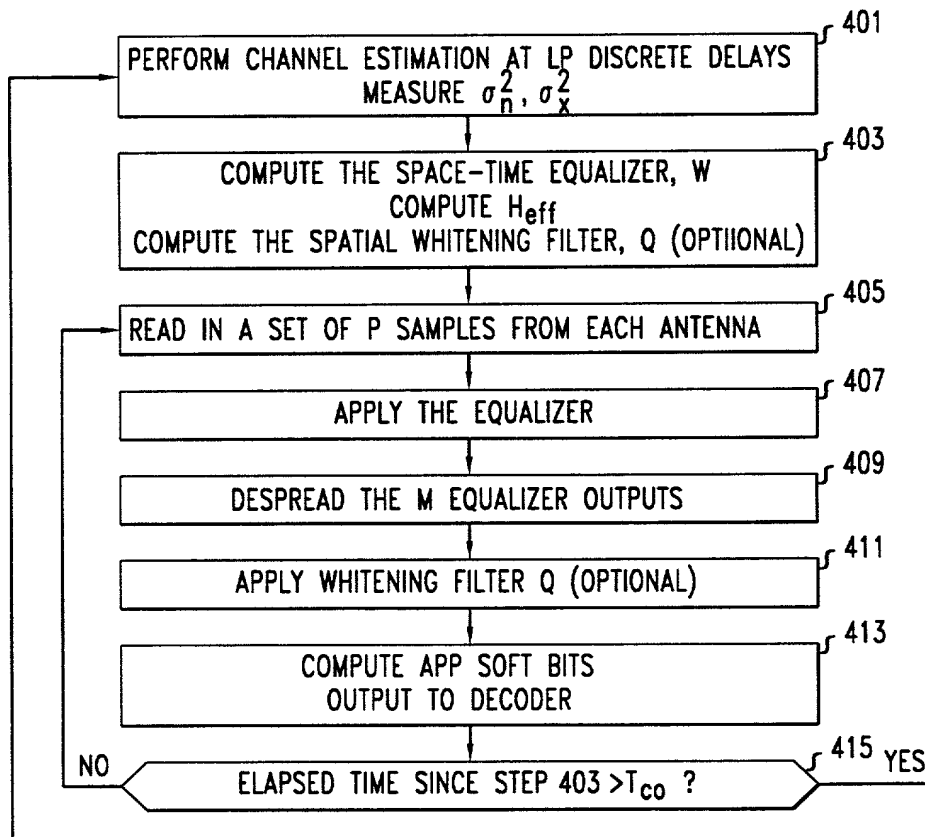 401
PERFORM CHANNEL ESTIMATION AT LP DISCRETE DELAYS
MEASURE σ²n, σ²x
403
COMPUTE THE SPACE-TIME EQUALIZER, W
COMPUTE Heff
COMPUTE THE SPATIAL WHITENING FILTER, Q (OPTIIONAL)
405
READ IN A SET OF P SAMPLES FROM EACH ANTENNA
407
APPLY THE EQUALIZER
409
DESPREAD THE M EQUALIZER OUTPUTS
411
APPLY WHITENING FILTER Q (OPTIONAL)
413
COMPUTE APP SOFT BITS
OUTPUT TO DECODER
415
NO
ELAPSED TIME SINCE STEP 403 >Tco ?
YES